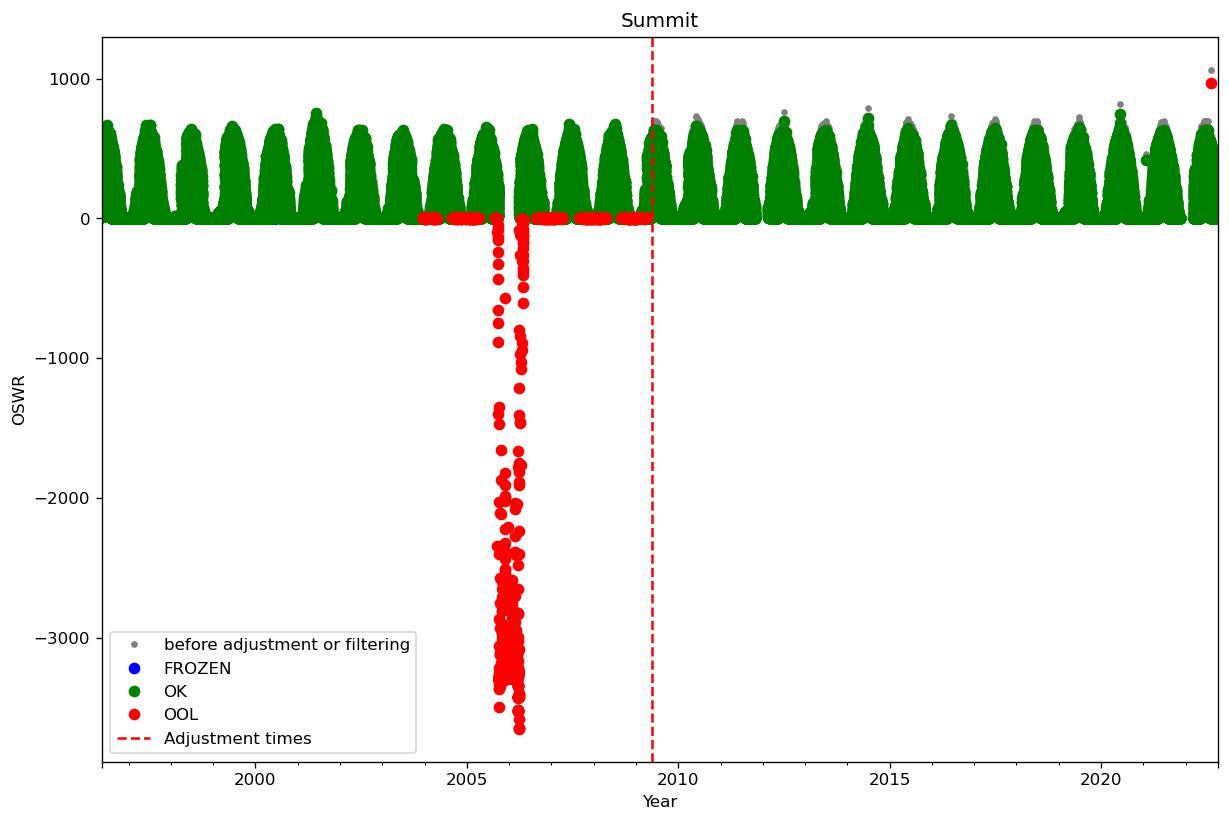 Summit
1000
0
−1000
−2000
−3000
OSWR
before adjustment or filtering
FROZEN
OK
OOL
Adjustment times
2000
2005
2010
2015
2020
Year